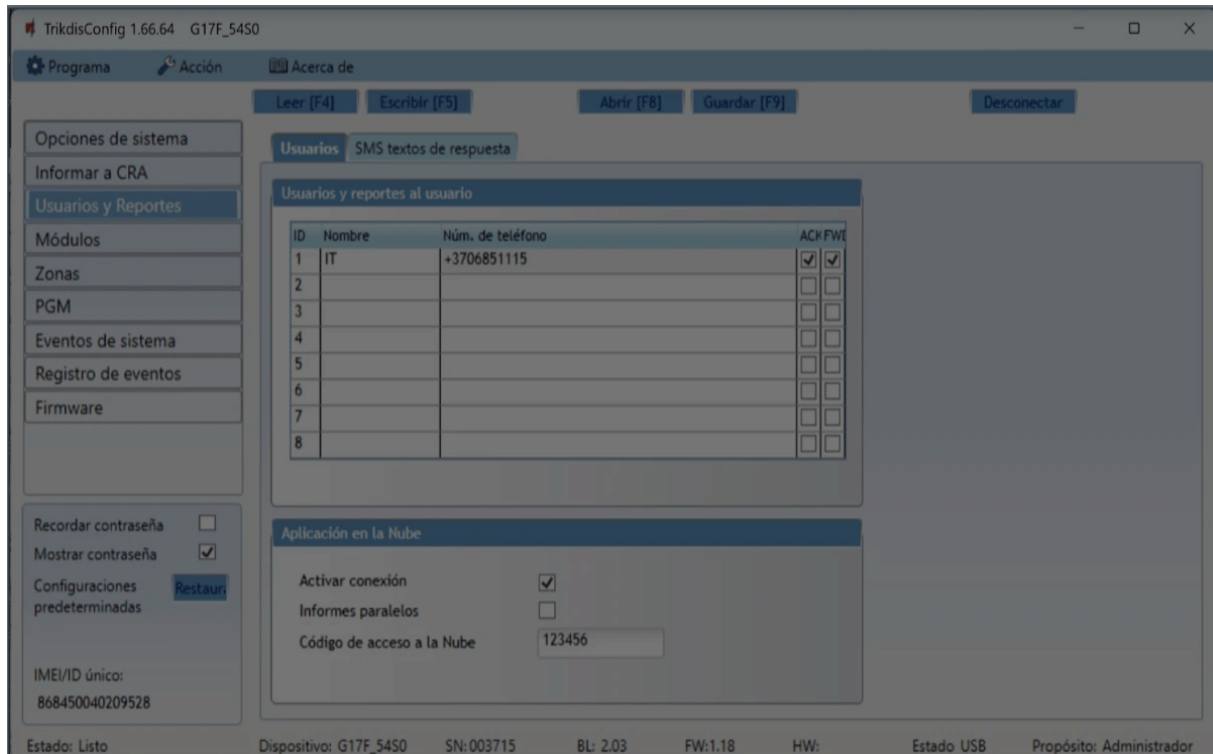 TrikdisConfig 1.66.64 G17F_54S0
Programa Acción Acerca de
Leer [F4] Escribir [F5] Abrir [F8] Guardar [F9] Desconectar
Opciones de sistema
Informar a CRA
Usuarios y Reportes
Módulos
Zonas
PGM
Eventos de sistema
Registro de eventos
Firmware
Recordar contraseña
Mostrar contraseña
Configuraciones
predeterminadas
Restaur
IMEI/ID único:
868450040209528
Usuarios SMS textos de respuesta
Usuarios y reportes al usuario
ID Nombre Núm. de teléfono ACK FWD
1 IT +3706851115
2
3
4
5
6
7
8
Aplicación en la Nube
Activar conexión
Informes paralelos
Código de acceso a la Nube 123456
Estado: Listo Dispositivo: G17F_54S0 SN: 003715 BL: 2.03 FW:1.18 HW: Estado USB Propósito: Administrador